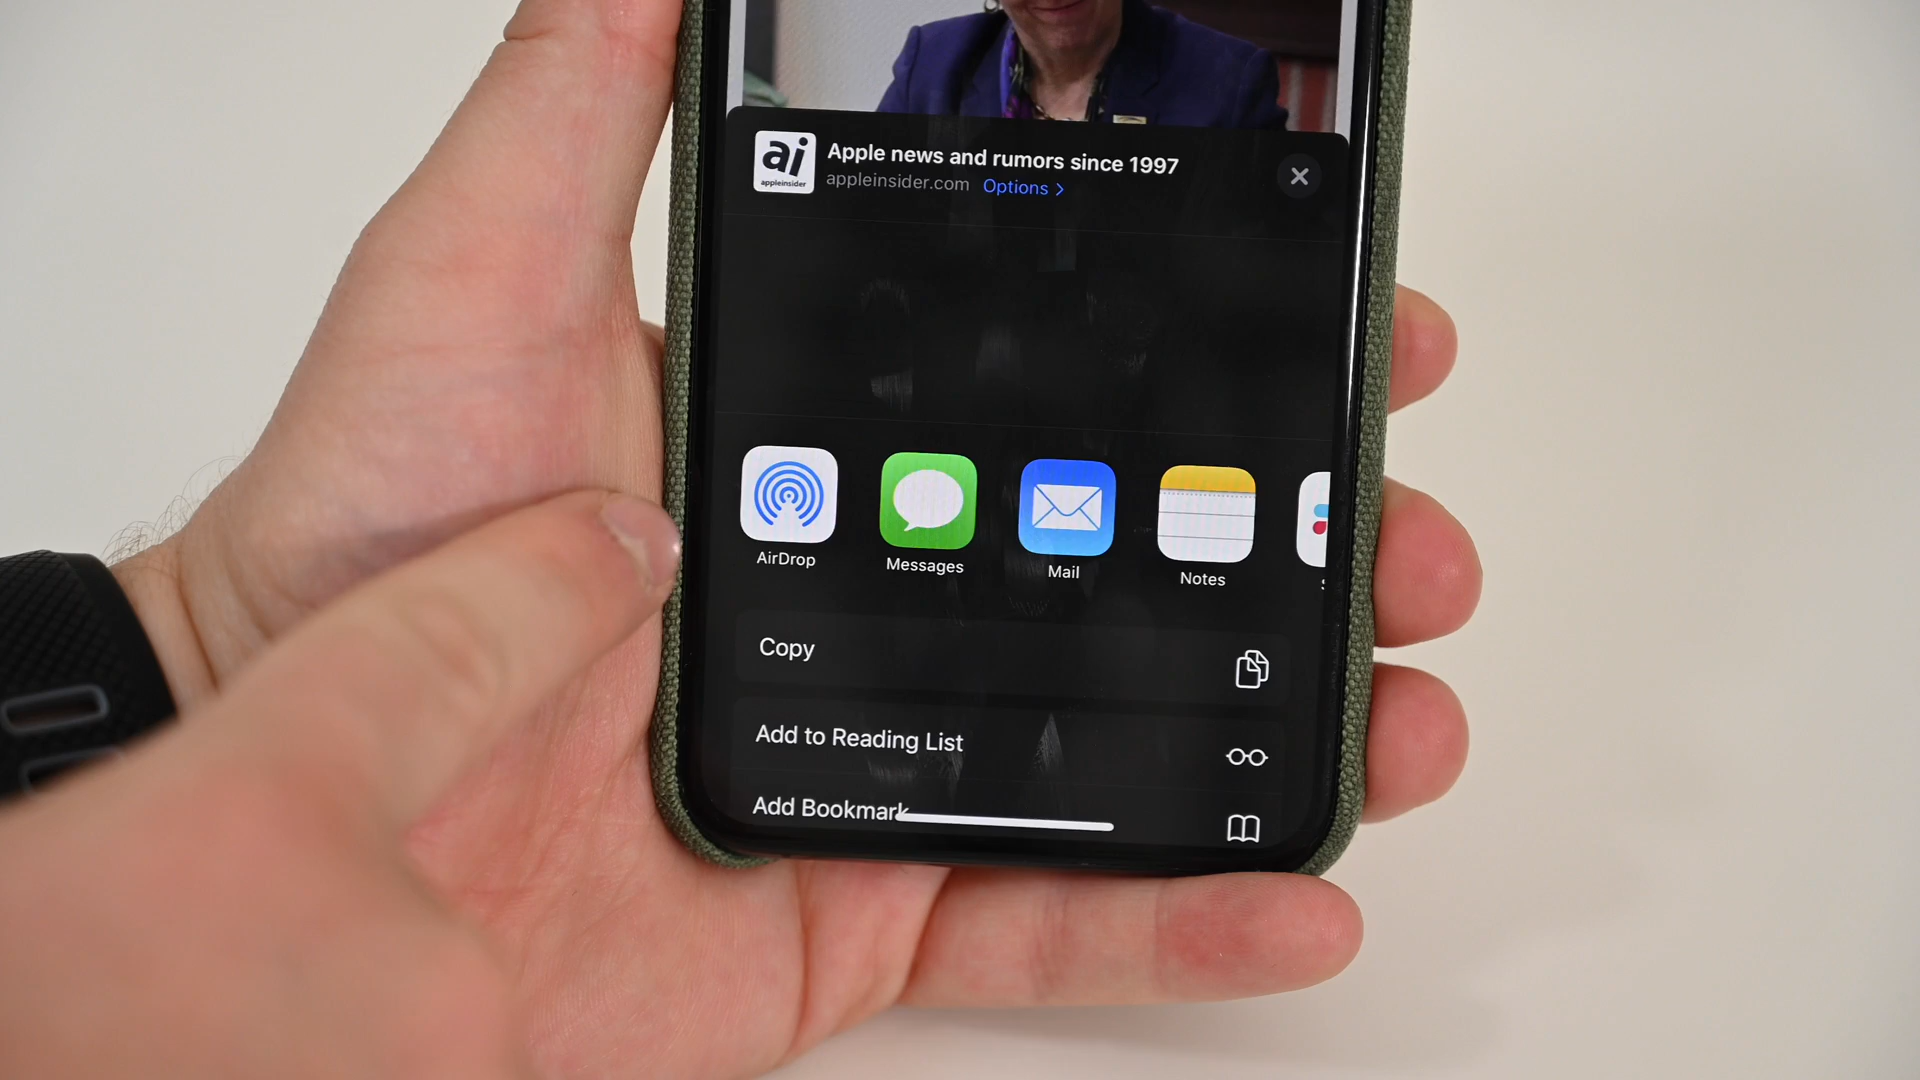 ai
appleinsider
Apple news and rumors since 1997
appleinsider.com Options >
AirDrop
Messages
Mail
Notes
Copy
Add to Reading List
Add Bookmark